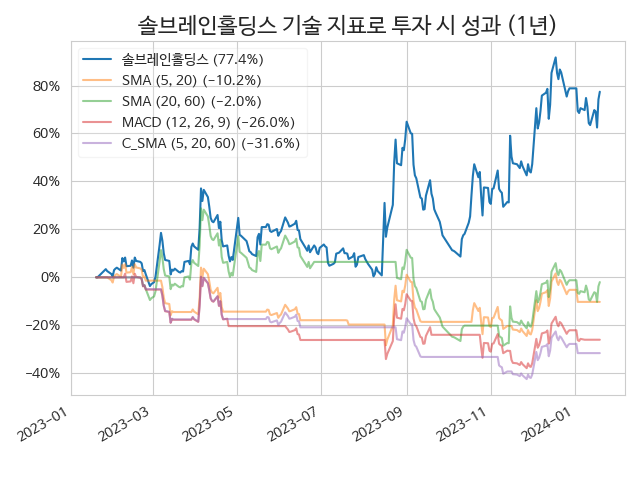 솔브레인홀딩스 기술 지표로 투자 시 성과 (1년)
솔브레인홀딩스 (77.4%)
SMA (5, 20) (−10.2%)
SMA (20, 60) (−2.0%)
MACD (12, 26, 9) (−26.0%)
C_SMA (5, 20, 60) (−31.6%)
80%
60%
40%
20%
0%
−20%
−40%
2023−01
2023−03
2023−05
2023−07
2023−09
2023−11
2024−01